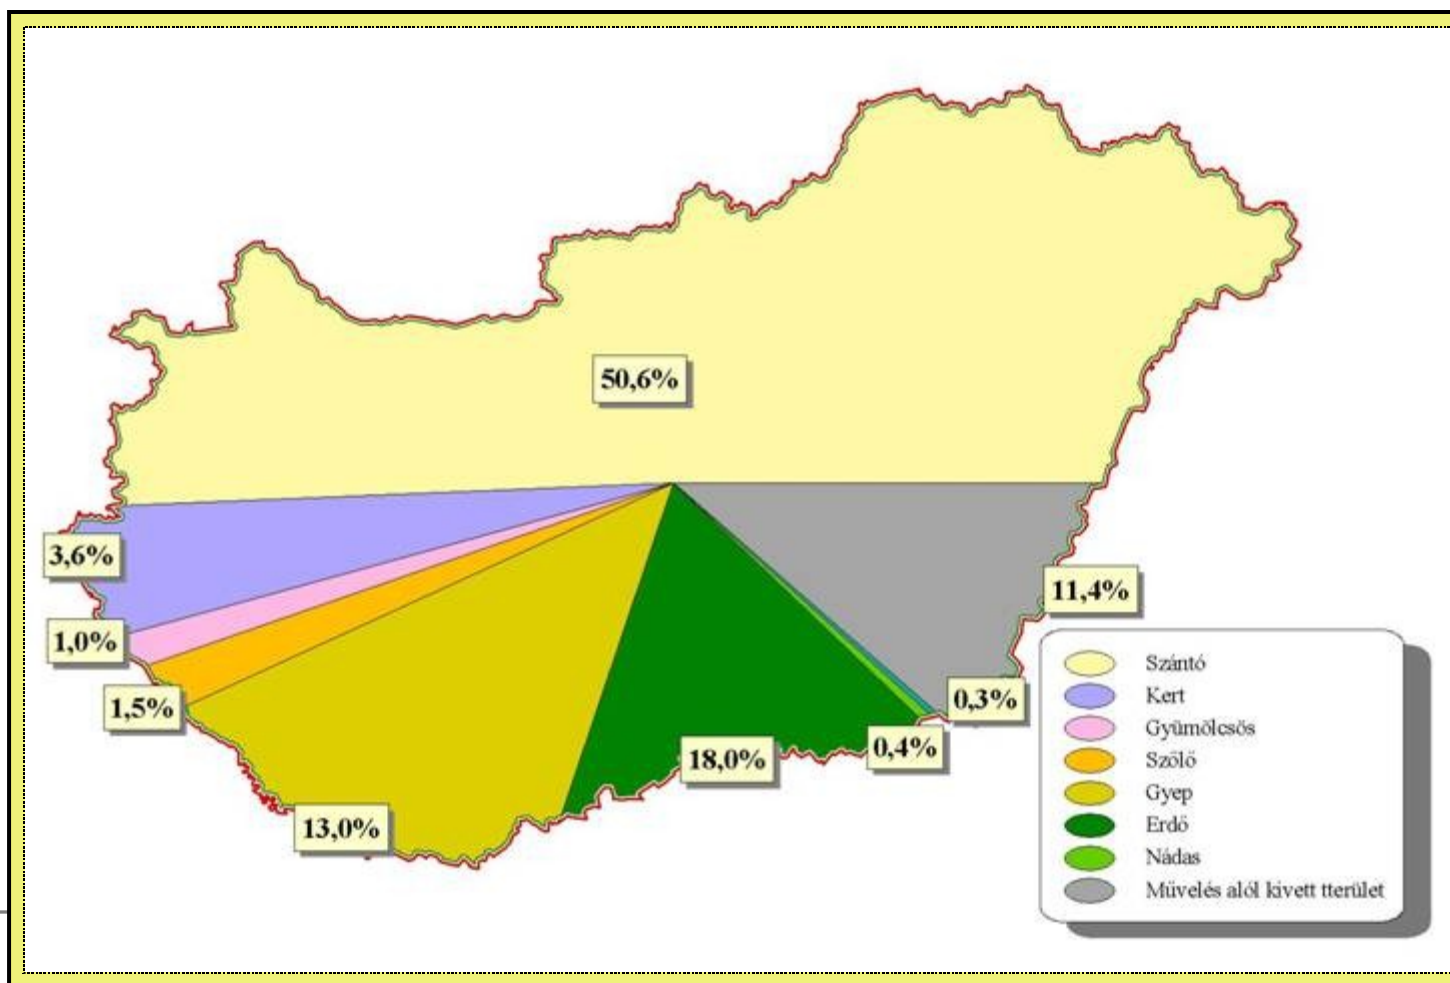 50,6%
3,6%
1,0%
1,5%
13,0%
18,0%
0,4%
0,3%
11,4%
Szántó
Kert
Gyümölcsös
Szőlő
Gyep
Erdő
Nádas
Művelés alól kivett tterület